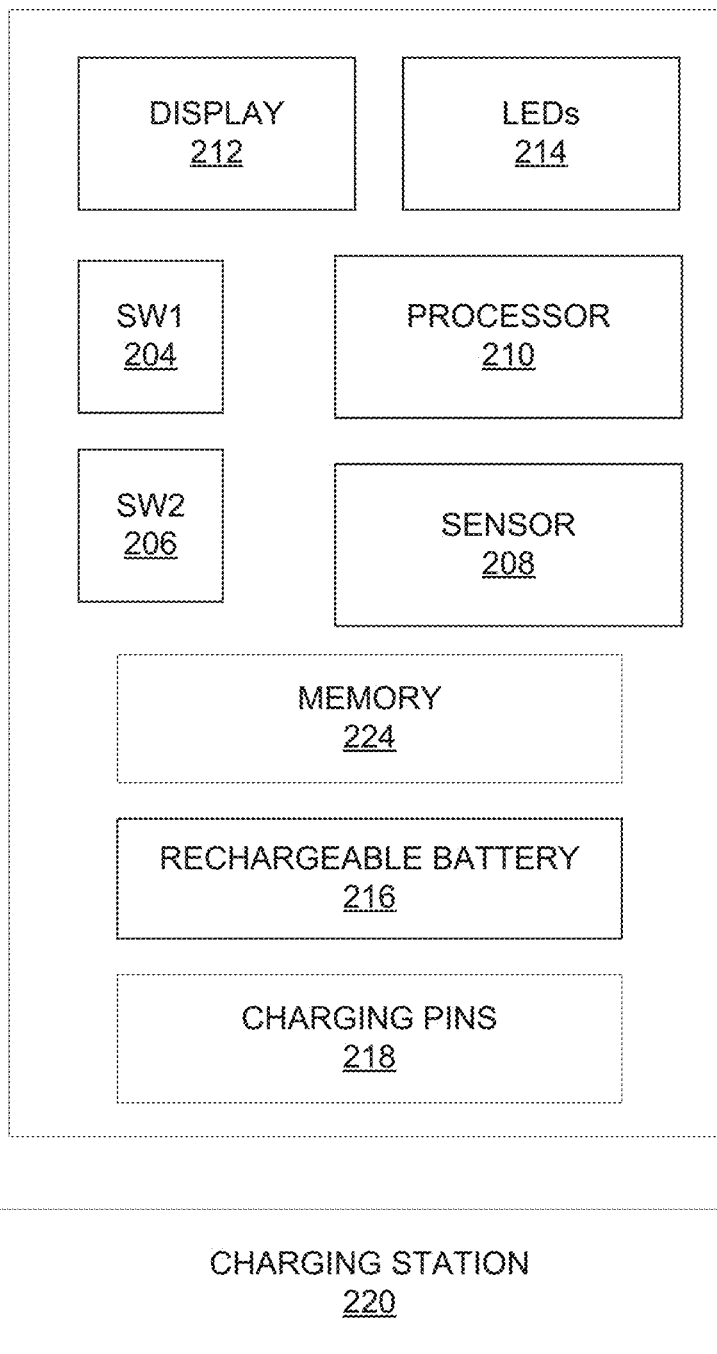 DISPLAY
212
LEDs
214
SW1
204
PROCESSOR
210
SW2
206
SENSOR
208
MEMORY
224
RECHARGEABLE BATTERY
216
CHARGING PINS
218
CHARGING STATION
220